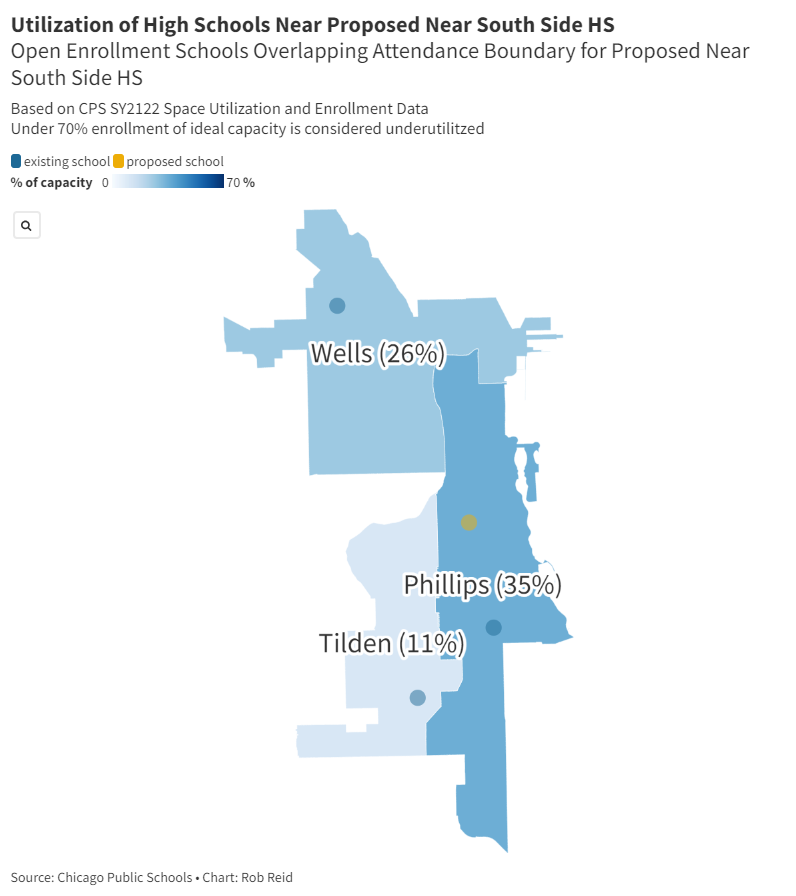 Utilization of High Schools Near Proposed Near South Side HS
Open Enrollment Schools Overlapping Attendance Boundary for Proposed Near
South Side HS
Based on CPS SY2122 Space Utilization and Enrollment Data
Under 70% enrollment of ideal capacity is considered underutilitzed
existing school proposed school
% of capacity 0 70 %
Wells (26%)
Phillips (35%)
Tilden (11%)
Source: Chicago Public Schools • Chart: Rob Reid